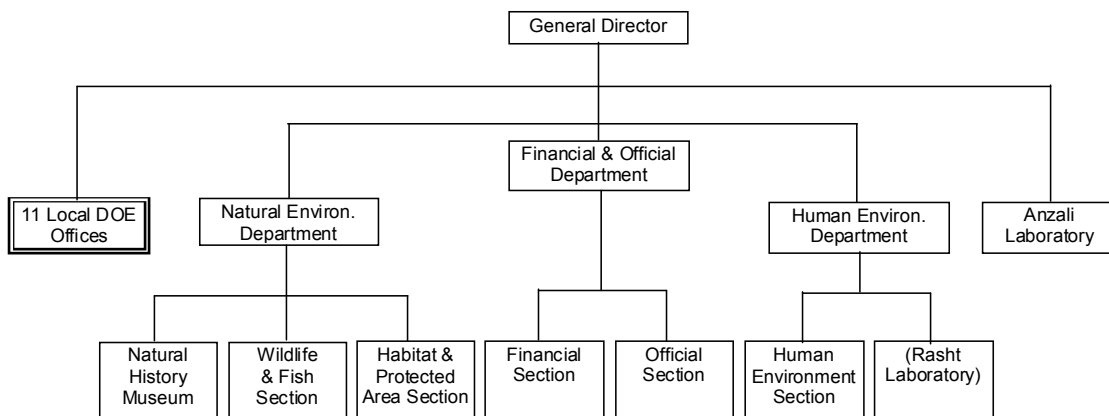 General Director
Financial & Official
Department
11 Local DOE
Offices
Natural Environ.
Department
Human Environ.
Department
Anzali
Laboratory
Natural
History
Museum
Wildlife
& Fish
Section
Habitat &
Protected
Area Section
Financial
Section
Official
Section
Human
Environment
Section
(Rasht
Laboratory)